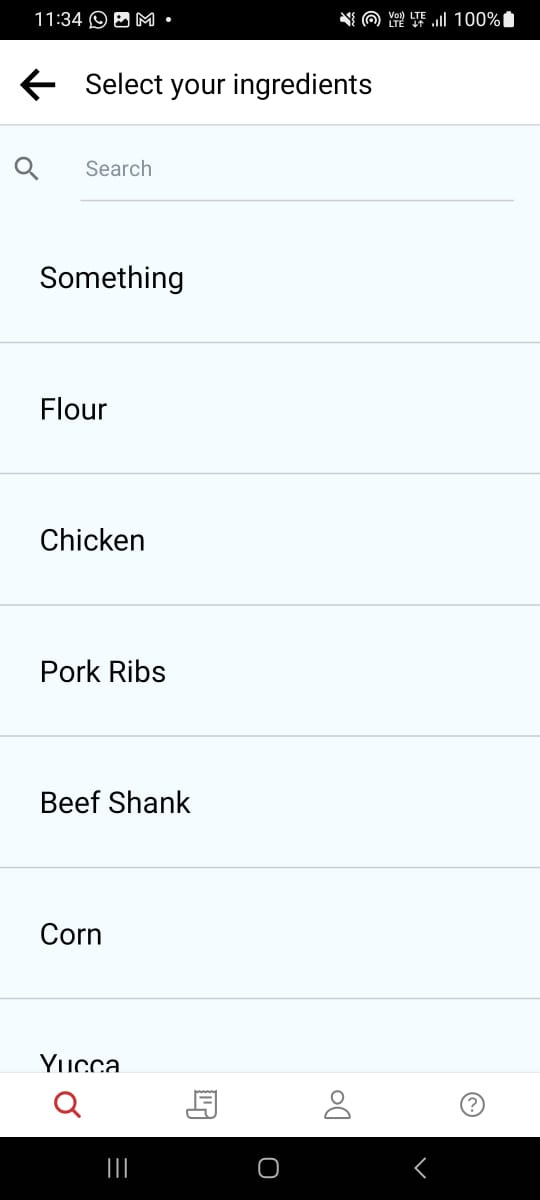 11:34
Vo)) LTE
LTE
100%
Select your ingredients
Search
Something
Flour
Chicken
Pork Ribs
Beef Shank
Corn
Yucca